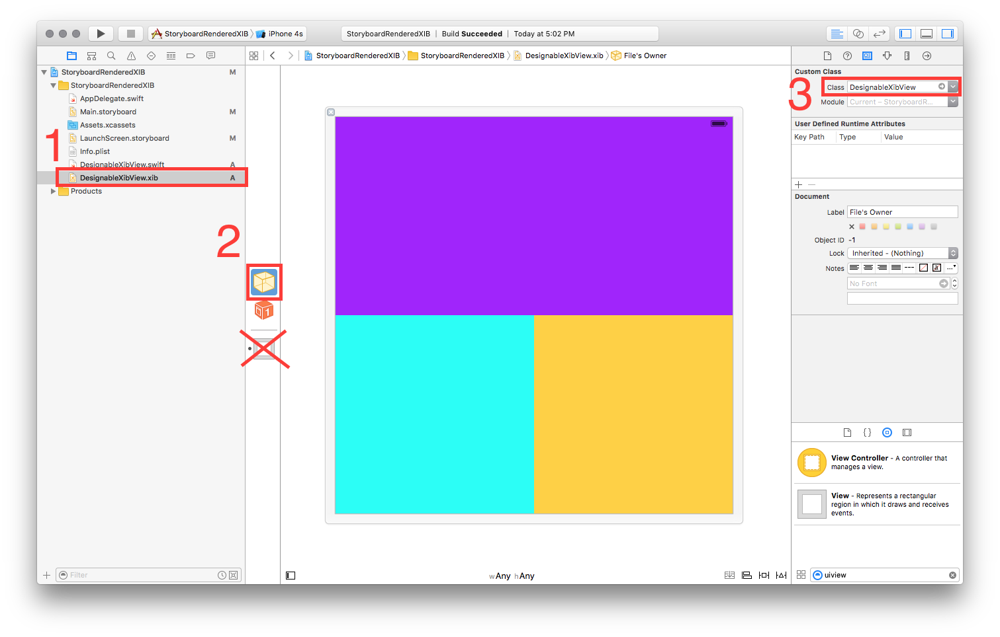 StoryboardRenderedXIB iPhone 4s
StoryboardRenderedXIB | Build Succeeded | Today at 5:02 PM
StoryboardRenderedXIB StoryboardRenderedXIB DesignableXibView.xib File's Owner
StoryboardRenderedXIB M
StoryboardRenderedXIB
AppDelegate.swift
Main.storyboard M
Assets.xcassets
LaunchScreen.storyboard M
Info.plist
DesignableXibView.swift A
DesignableXibView.xib A
Products
1
2
1
3
Custom Class
Class DesignableXibView
Module Current – StoryboardR...
User Defined Runtime Attributes
Key Path Type Value
Document
Label File's Owner
Object ID -1
Lock Inherited - (Nothing)
Notes a ...
No Font
{ }
View Controller - A controller that
manages a view.
View - Represents a rectangular
region in which it draws and receives
events.
Filter
wAny hAny
uiview